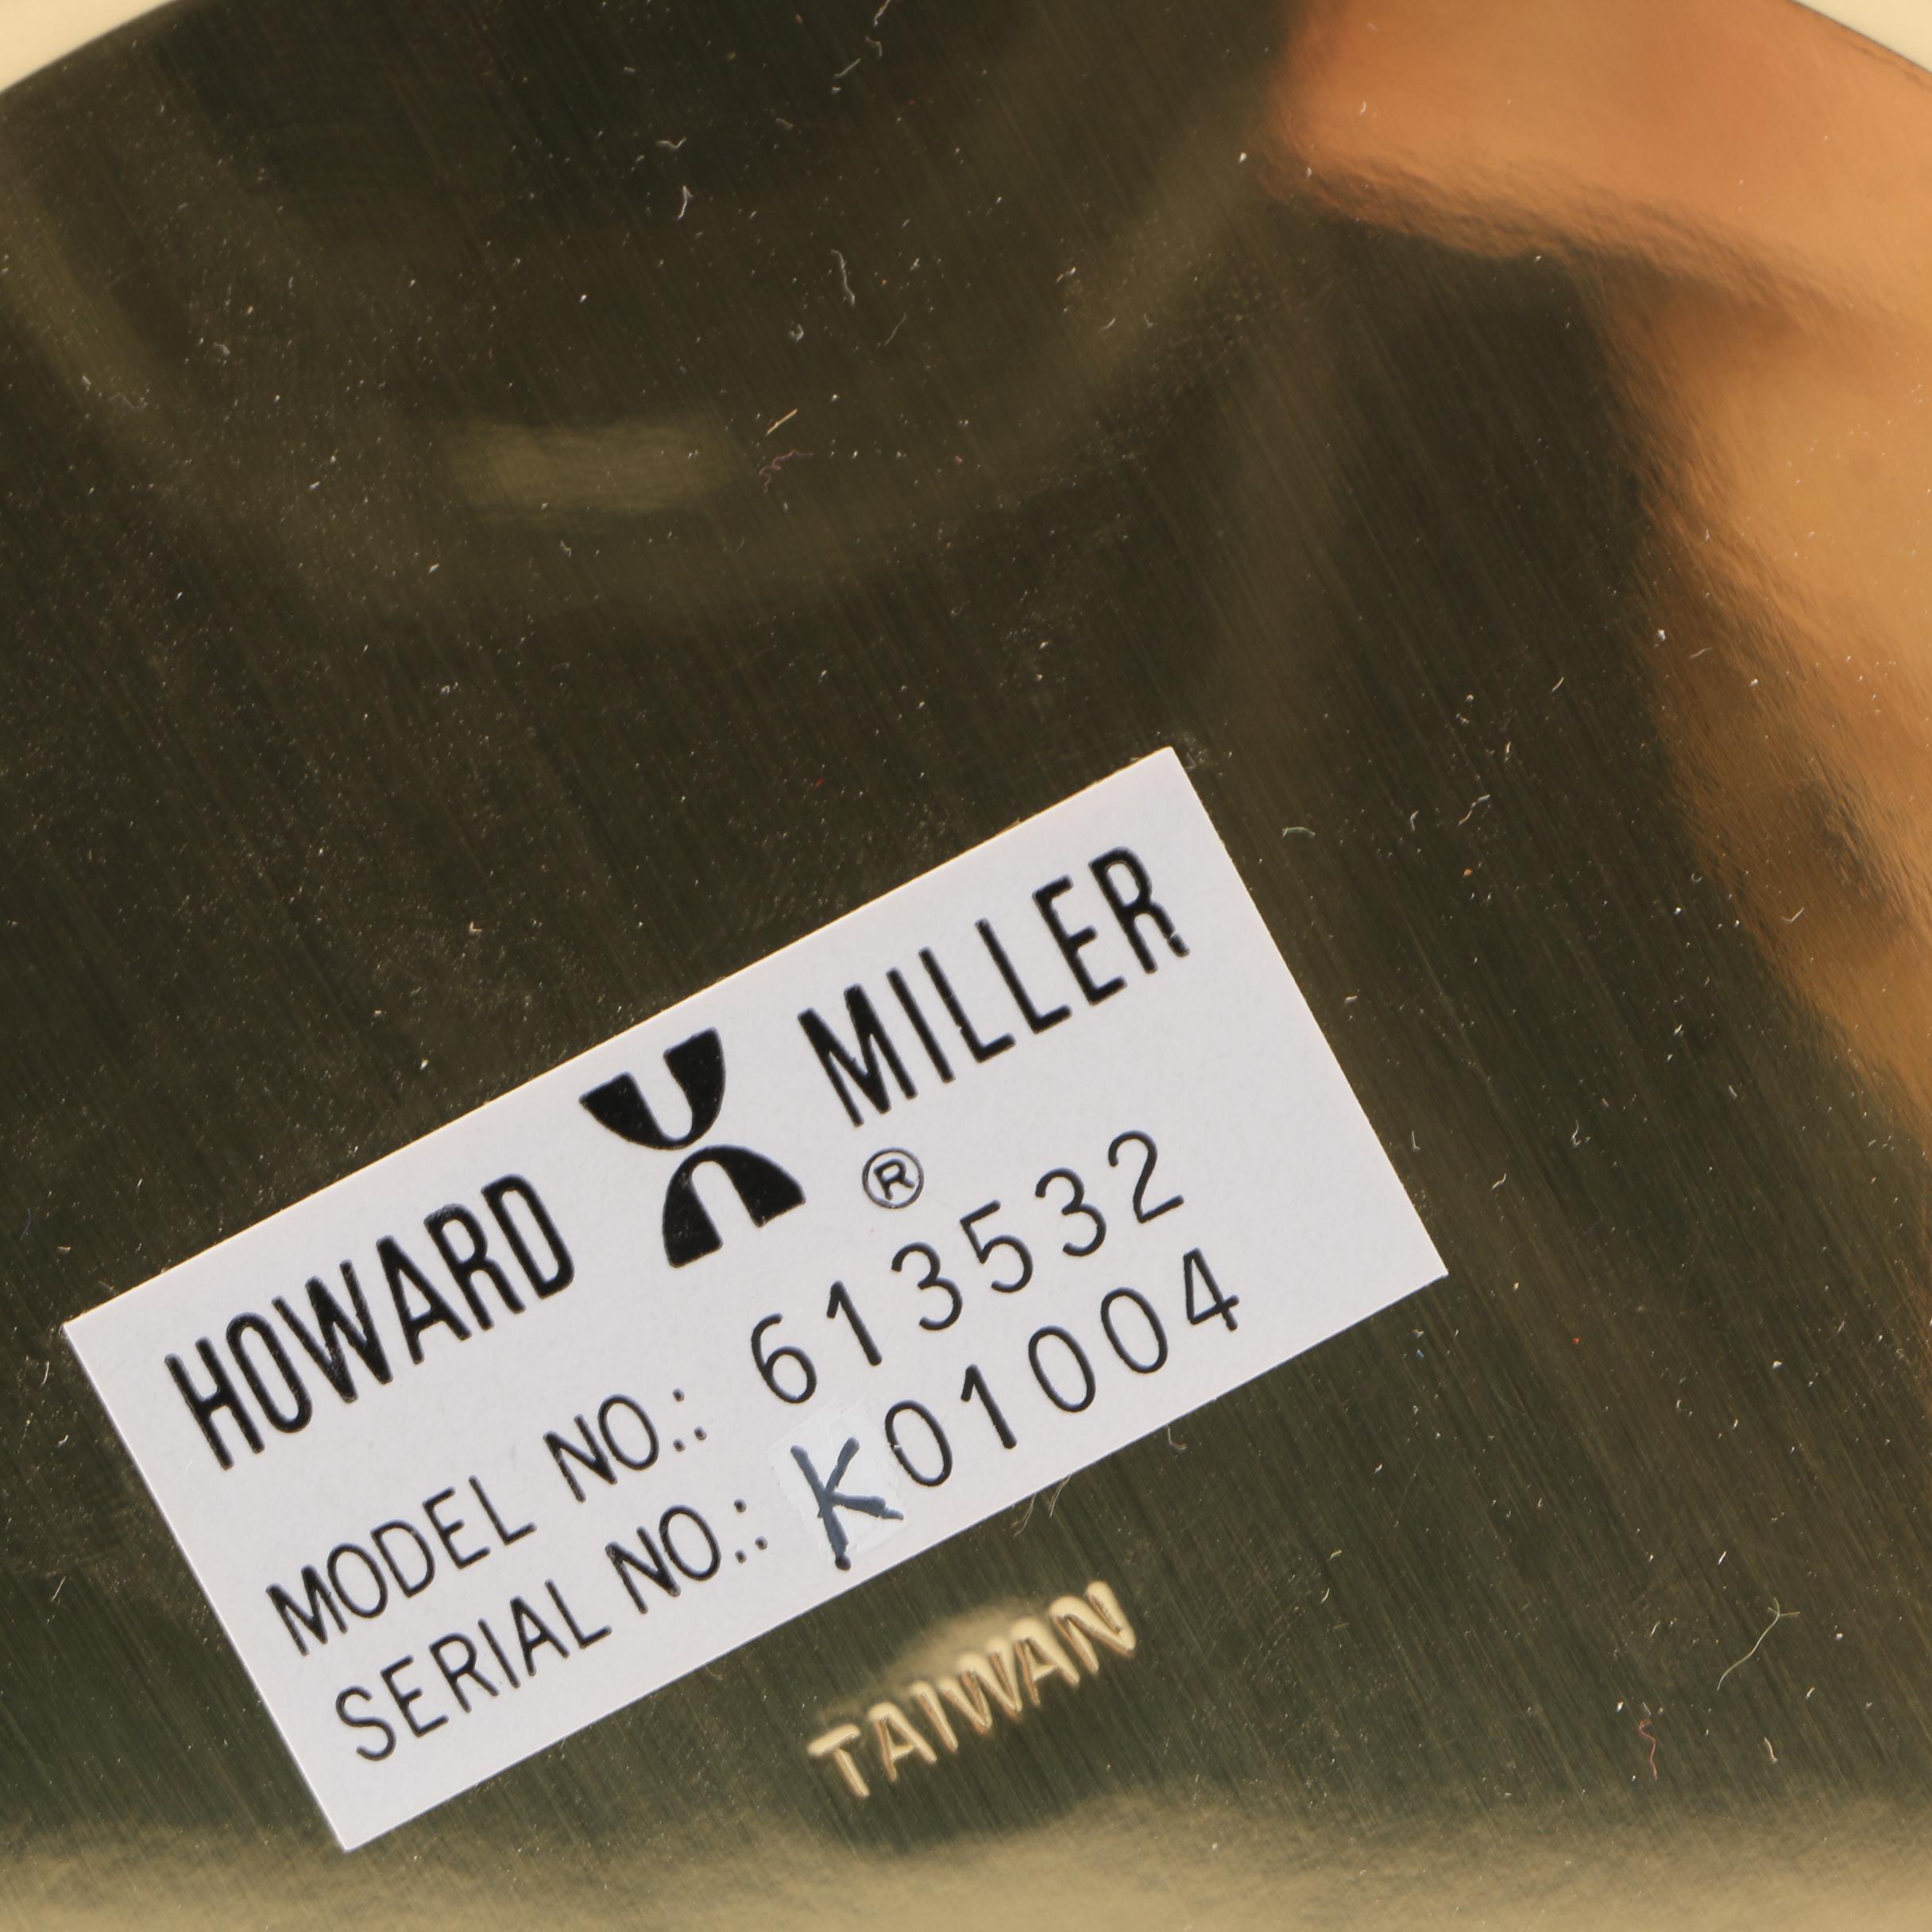 HOWARD MILLER ®
MODEL NO.: 613532
SERIAL NO.: K01004
TAIWAN